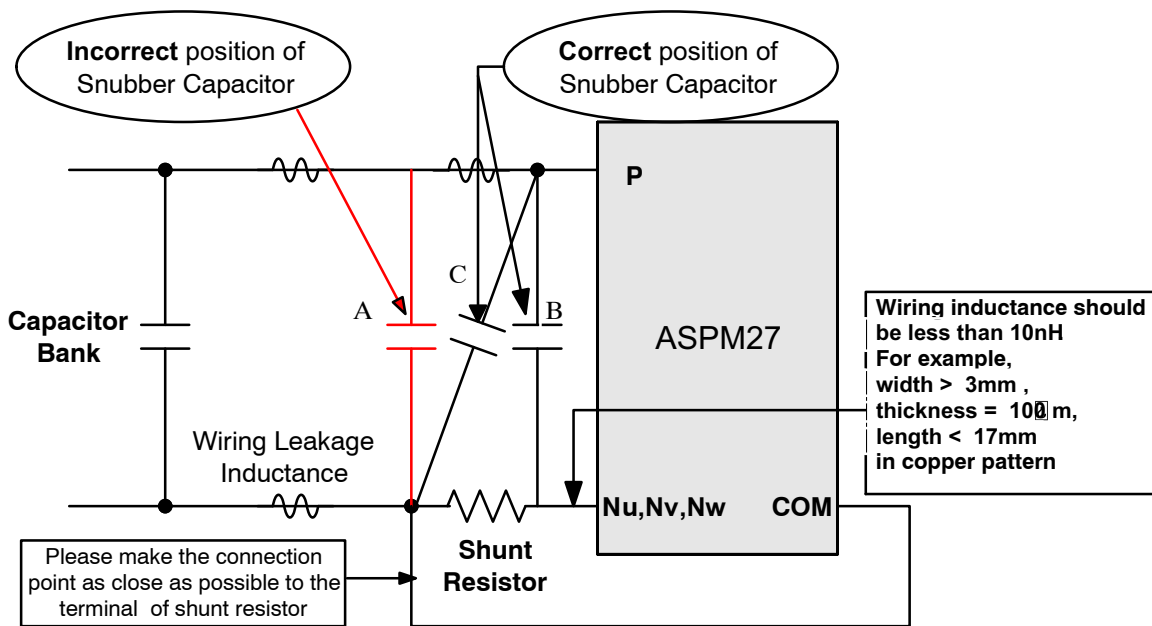 Incorrect position of
Snubber Capacitor
Correct position of
Snubber Capacitor
P
C
A
B
Capacitor
Bank
ASPM27
Wiring inductance should
be less than 10nH
For example,
width > 3mm ,
thickness = m,
length < 17mm
in copper pattern
Wiring Leakage
Inductance
Nu,Nv,Nw
COM
Shunt
Resistor
Please make the connection
point as close as possible to the
terminal of shunt resistor